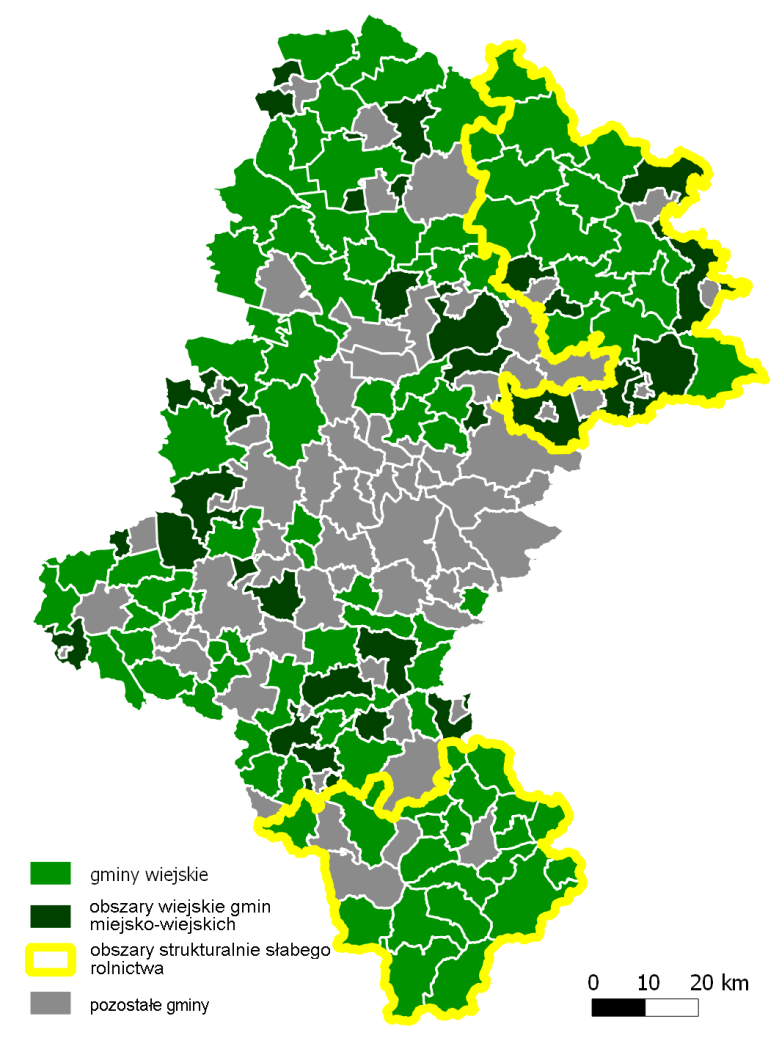 gminy wiejskie
obszary wiejskie gmin
miejsko-wiejskich
obszary strukturalnie słabego
rolnictwa
pozostałe gminy
0 10 20 km